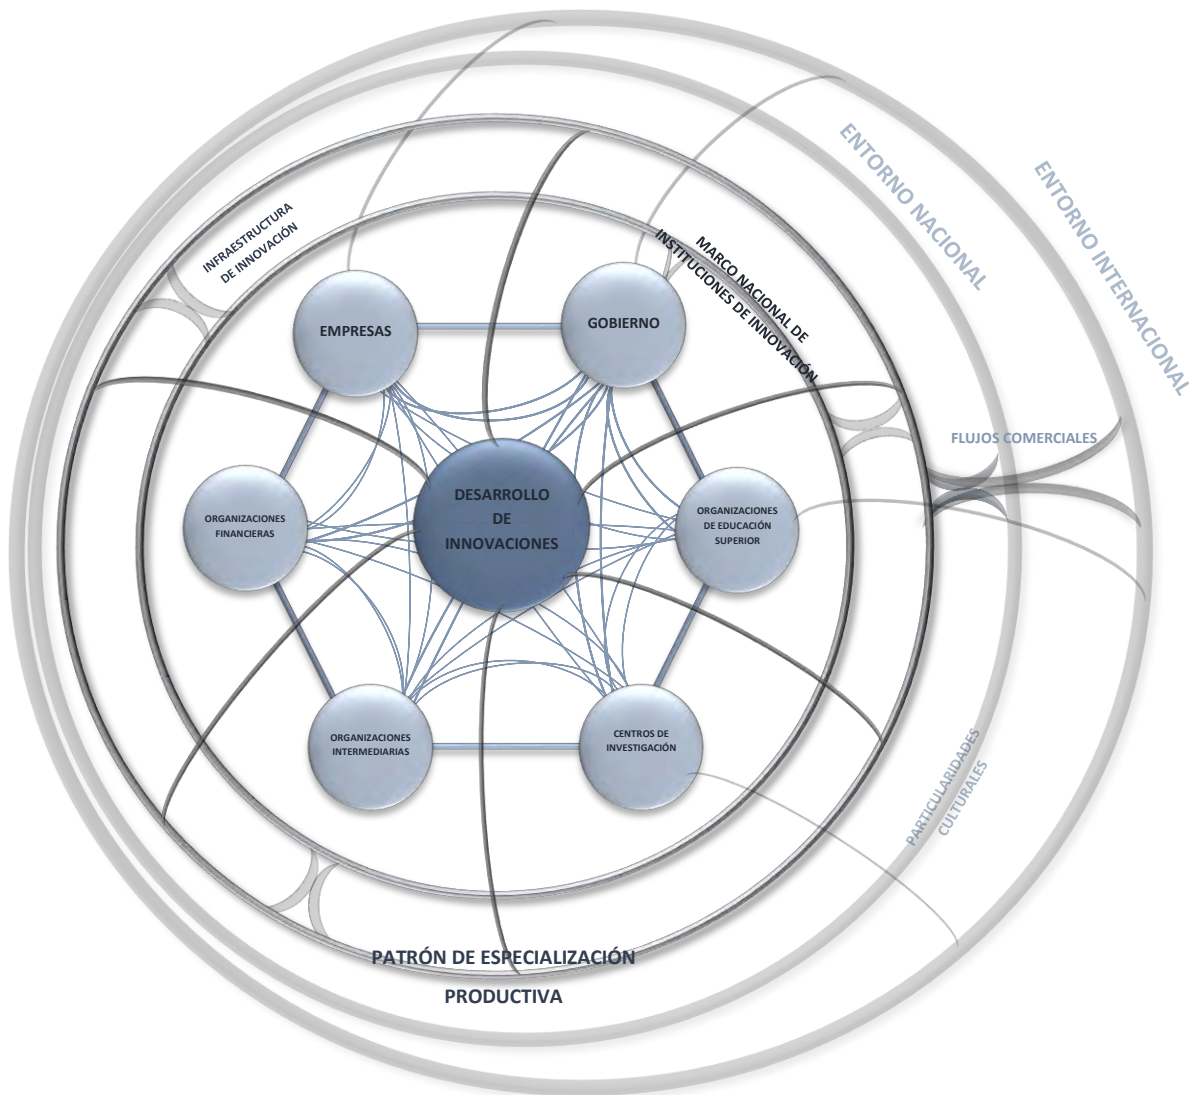 ENTORNO NACIONAL
ENTORNO INTERNACIONAL
INFRAESTRUCTURA
DE INNOVACIÓN
MARCO NACIONAL DE
INSTITUCIONES DE INNOVACIÓN
EMPRESAS
GOBIERNO
FLUJOS COMERCIALES
DESARROLLO
DE
INNOVACIONES
ORGANIZACIONES
FINANCIERAS
ORGANIZACIONES
DE EDUCACIÓN
SUPERIOR
ORGANIZACIONES
INTERMEDIARIAS
CENTROS DE
INVESTIGACIÓN
PARTICULARIDADES
CULTURALES
PATRÓN DE ESPECIALIZACIÓN
PRODUCTIVA